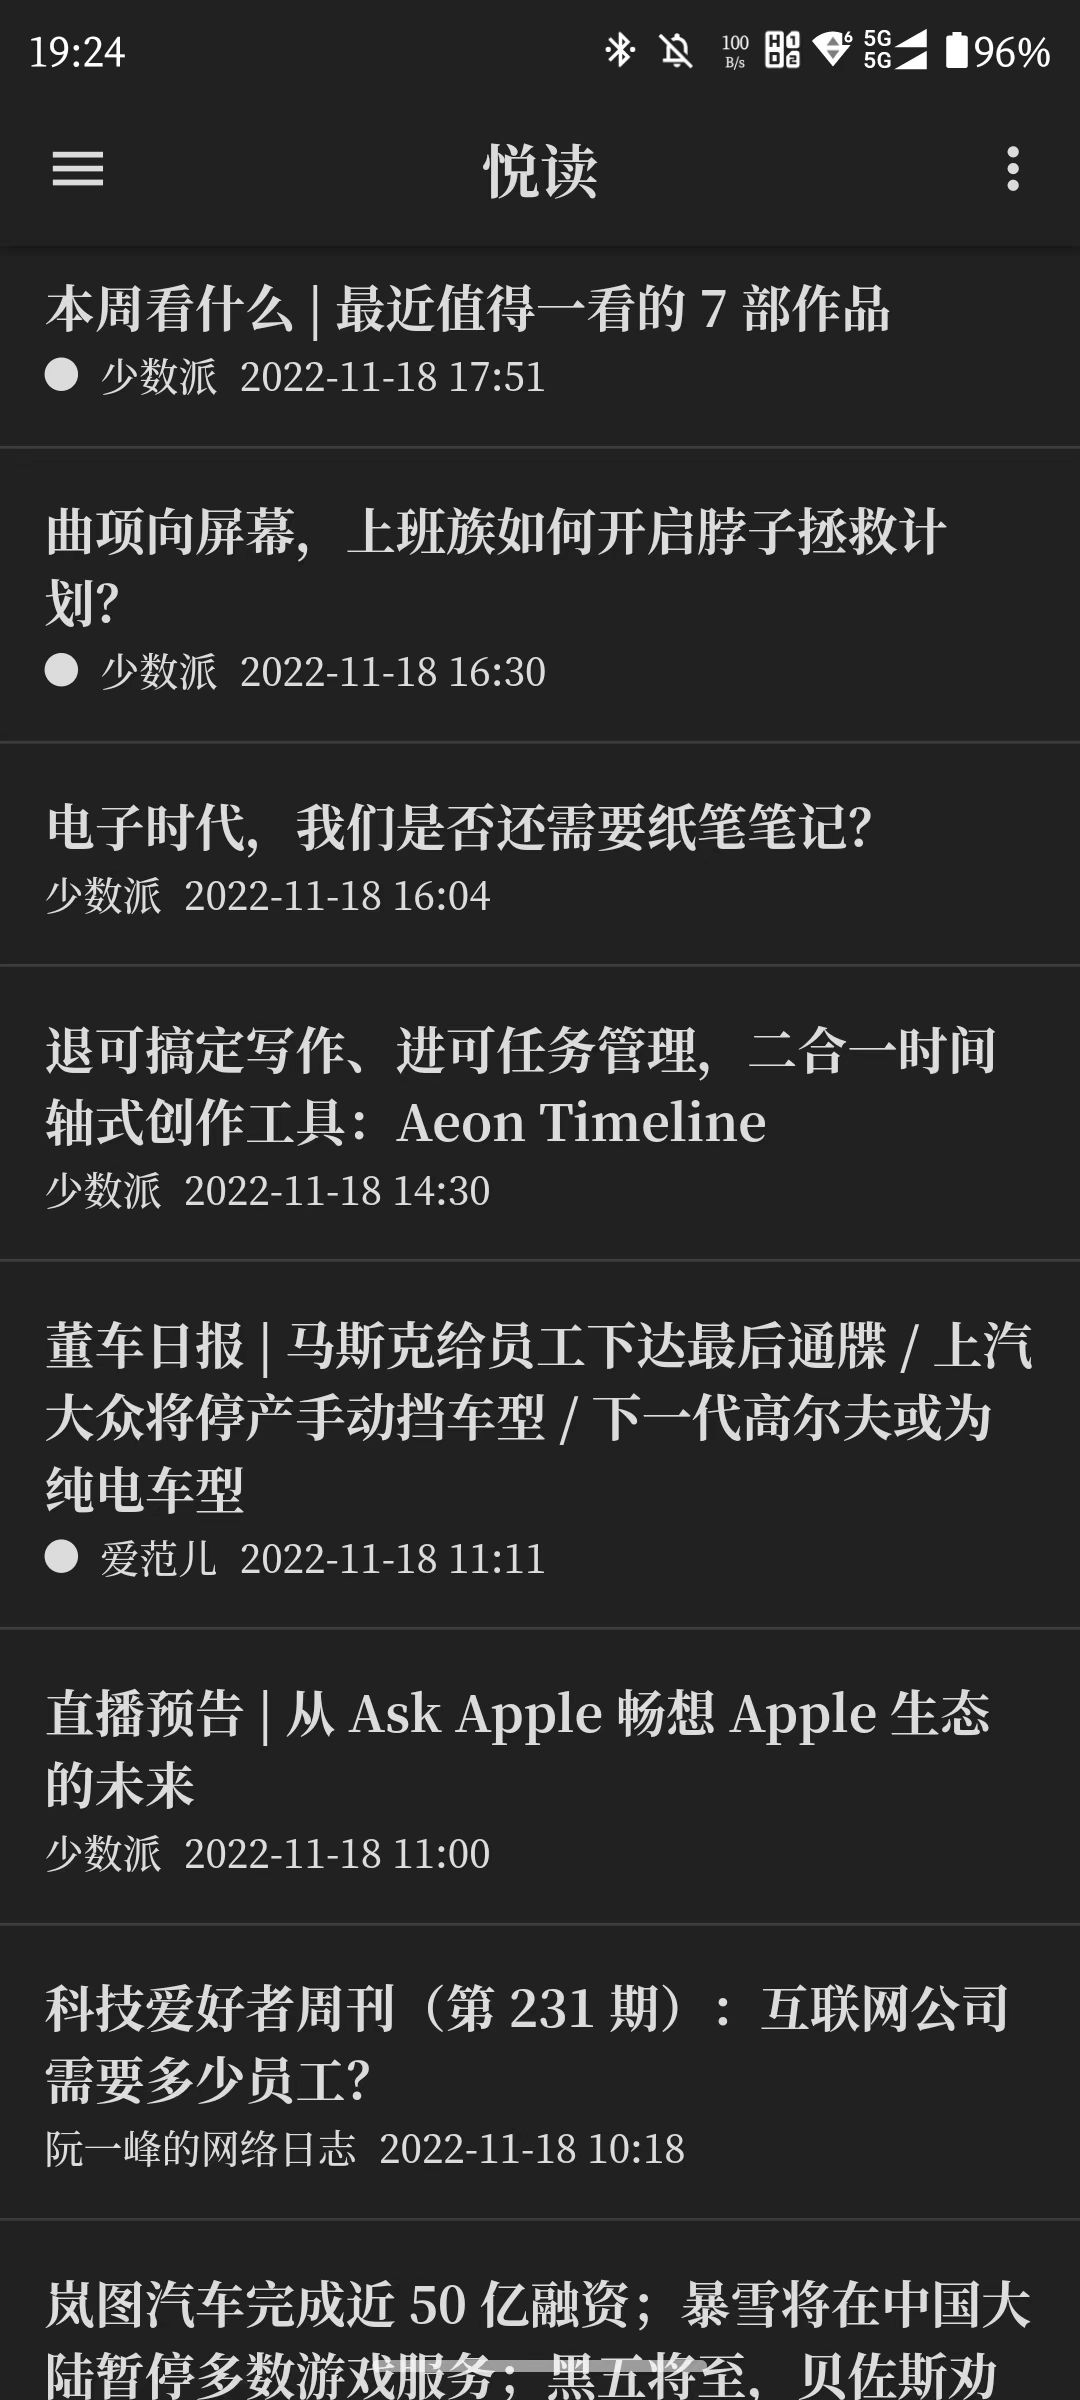 19:24
100
B/s
HD
1
2
6
5G
5G
96%
悦读
本周看什么 | 最近值得一看的 7 部作品
少数派 2022-11-18 17:51
曲项向屏幕，上班族如何开启脖子拯救计
划？
少数派 2022-11-18 16:30
电子时代，我们是否还需要纸笔笔记？
少数派 2022-11-18 16:04
退可搞定写作、进可任务管理，二合一时间
轴式创作工具：Aeon Timeline
少数派 2022-11-18 14:30
董车日报 | 马斯克给员工下达最后通牒 / 上汽
大众将停产手动挡车型 / 下一代高尔夫或为
纯电车型
爱范儿 2022-11-18 11:11
直播预告 | 从 Ask Apple 畅想 Apple 生态
的未来
少数派 2022-11-18 11:00
科技爱好者周刊（第 231 期）：互联网公司
需要多少员工？
阮一峰的网络日志 2022-11-18 10:18
岚图汽车完成近 50 亿融资；暴雪将在中国大
陆暂停多数游戏服务；黑五将至，贝佐斯劝